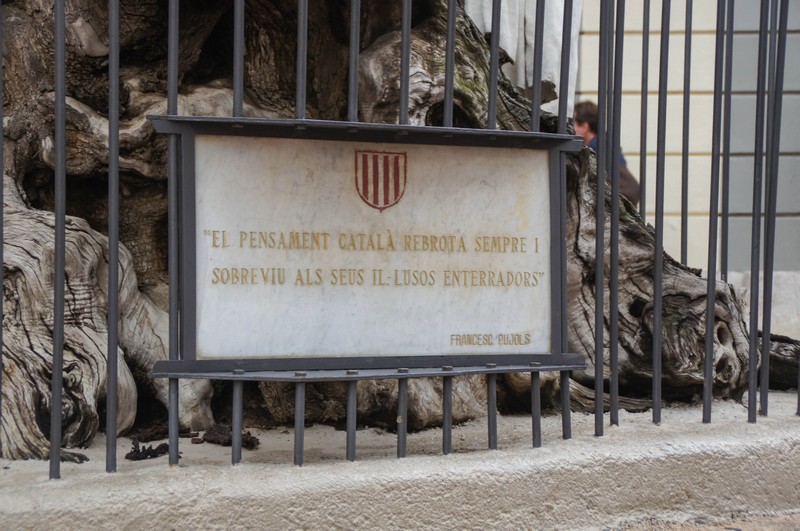 "EL PENSAMENT CATALÀ REBROTA SEMPRE I
SOBREVIU ALS SEUS IL·LUSOS ENTERRADORS"
FRANCESC PUJOLS